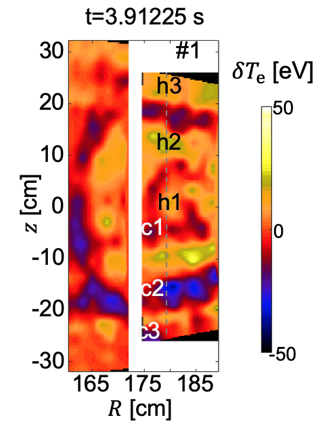 t=3.91225 s
#1
δTe [eV]
30
20
10
0
-10
-20
-30
z [cm]
h3
h2
h1
c1
c2
c3
50
0
-50
165 175 185
R [cm]